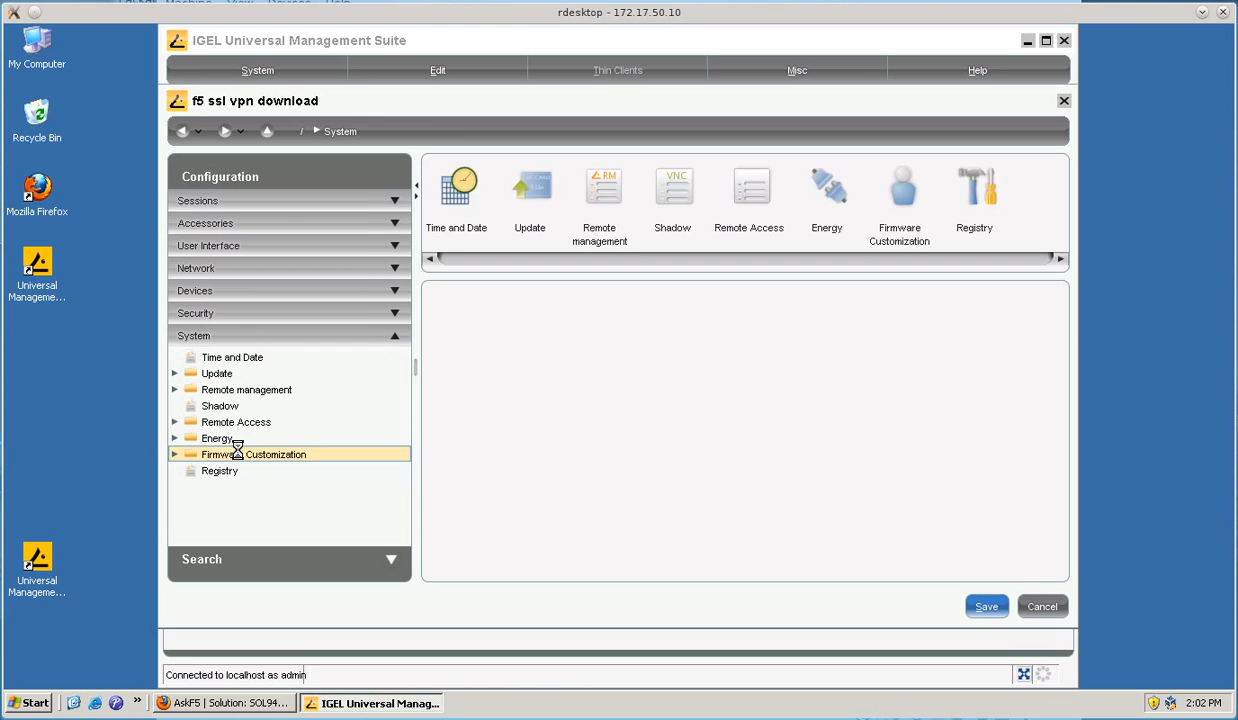 rdesktop - 172.17.50.10
My Computer
Recycle Bin
Mozilla Firefox
Universal
Manageme...
Universal
Manageme...
IGEL Universal Management Suite
System Edit Thin Clients Misc Help
f5 ssl vpn download
/ System
Configuration
Sessions
Accessories
User Interface
Network
Devices
Security
System
Time and Date
Update
Remote management
Shadow
Remote Access
Energy
Customization
Registry
Search
RM
VNC
Time and Date
Update
Remote
management
Shadow
Remote Access
Energy
Firmware
Customization
Registry
Save Cancel
Connected to localhost as admin
Start
»
AskF5 | Solution: SOL94...
IGEL Universal Manag...
2:02 PM